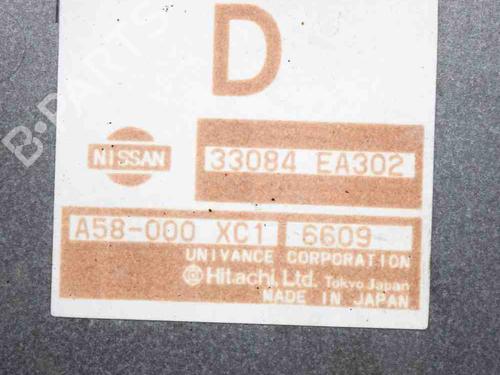 D
NISSAN
33084 EA302
A58-000 XC1 6609
UNIVANCE CORPORATION
Hitachi, Ltd. Tokyo Japan
MADE IN JAPAN
B-PARTS